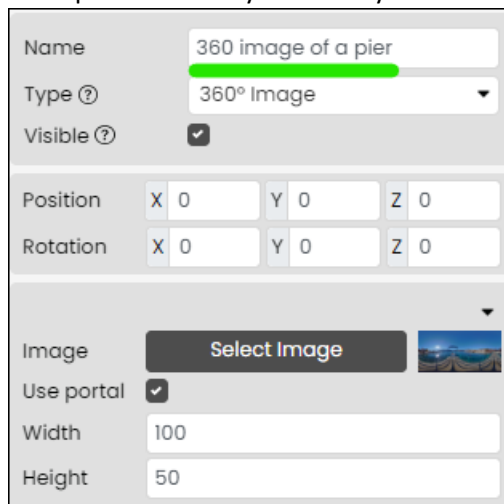 Name 360 image of a pier
Type ? 360° Image
Visible ?
Position X 0 Y 0 Z 0
Rotation X 0 Y 0 Z 0
Image Select Image
Use portal
Width 100
Height 50